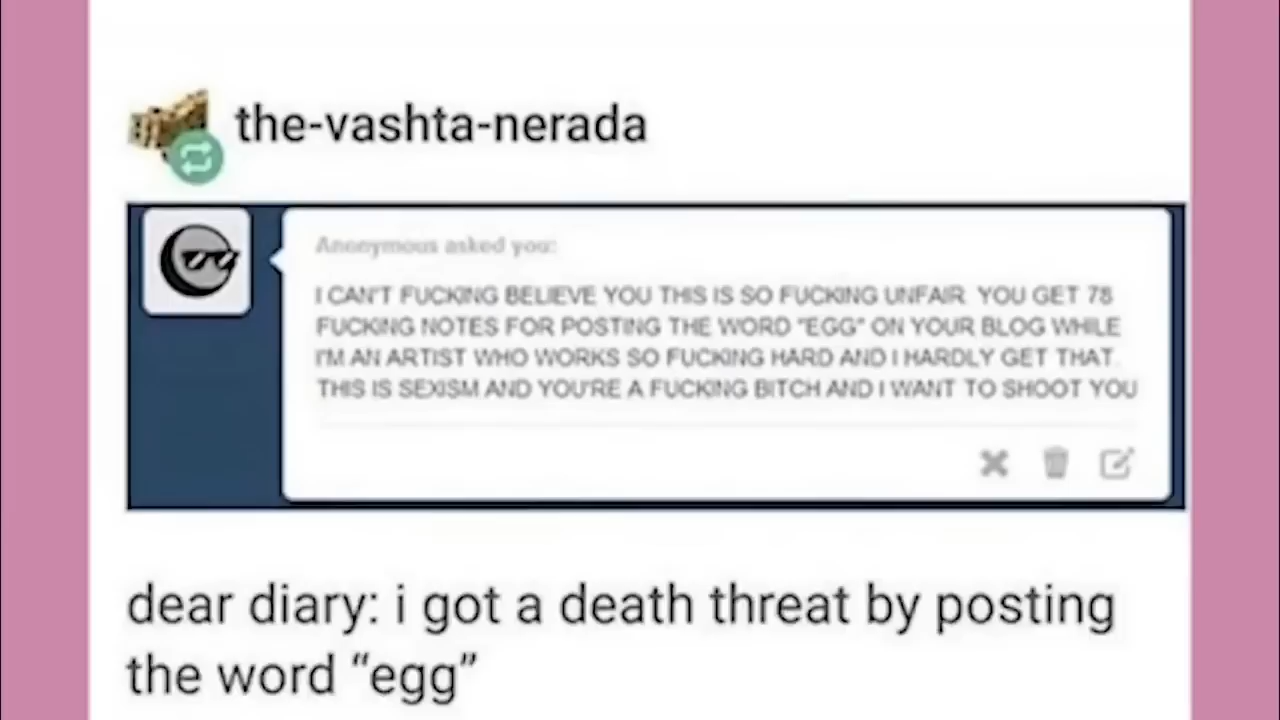 the-vashta-nerada
Anonymous asked you:
I CAN'T FUCKING BELIEVE YOU THIS IS SO FUCKING UNFAIR. YOU GET 78
FUCKING NOTES FOR POSTING THE WORD "EGG" ON YOUR BLOG WHILE
I'M AN ARTIST WHO WORKS SO FUCKING HARD AND I HARDLY GET THAT.
THIS IS SEXISM AND YOU'RE A FUCKING BITCH AND I WANT TO SHOOT YOU
dear diary: i got a death threat by posting
the word “egg”